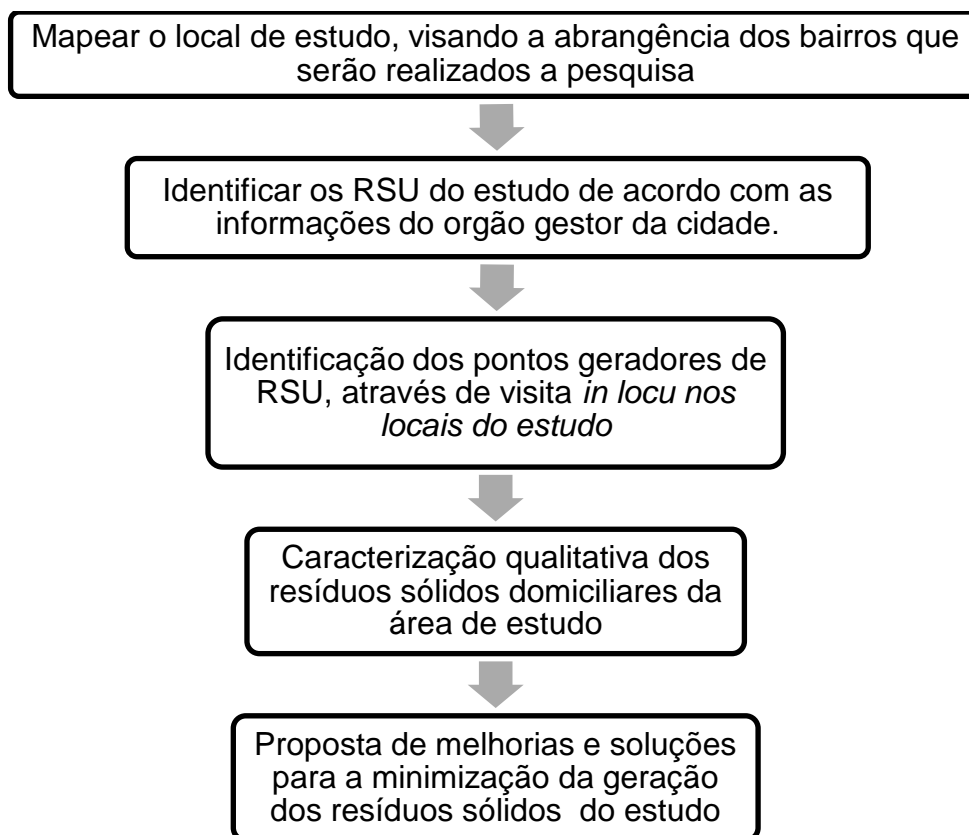 Mapear o local de estudo, visando a abrangência dos bairros que
serão realizados a pesquisa
Identificar os RSU do estudo de acordo com as
informações do orgão gestor da cidade.
Identificação dos pontos geradores de
RSU, através de visita in locu nos
locais do estudo
Caracterização qualitativa dos
resíduos sólidos domiciliares da
área de estudo
Proposta de melhorias e soluções
para a minimização da geração
dos resíduos sólidos  do estudo